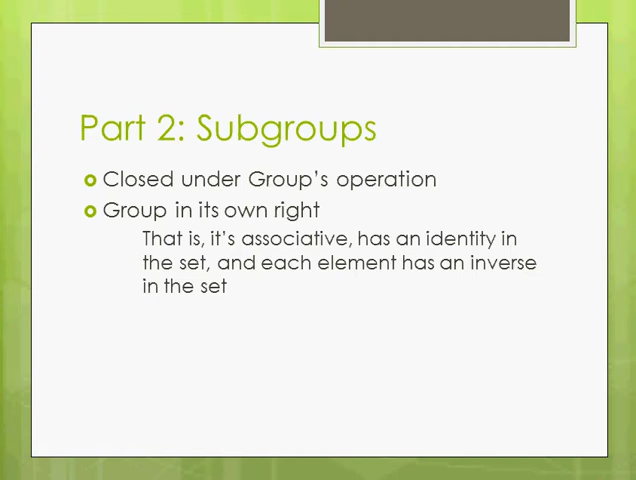 Part 2: Subgroups
Closed under Group's operation
Group in its own right
That is, it's associative, has an identity in
the set, and each element has an inverse
in the set